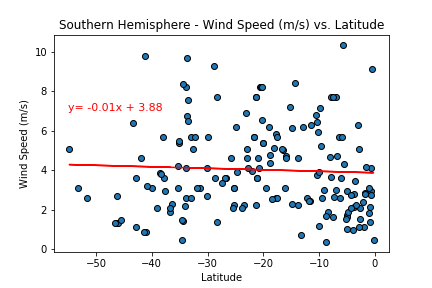 Southern Hemisphere - Wind Speed (m/s) vs. Latitude
10
8
6
4
2
0
Wind Speed (m/s)
y= -0.01x + 3.88
−50 −40 −30 −20 −10 0
Latitude